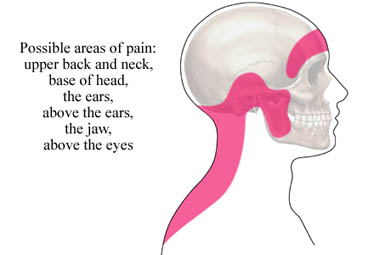 Possible areas of pain:
upper back and neck,
base of head,
the ears,
above the ears,
the jaw,
above the eyes